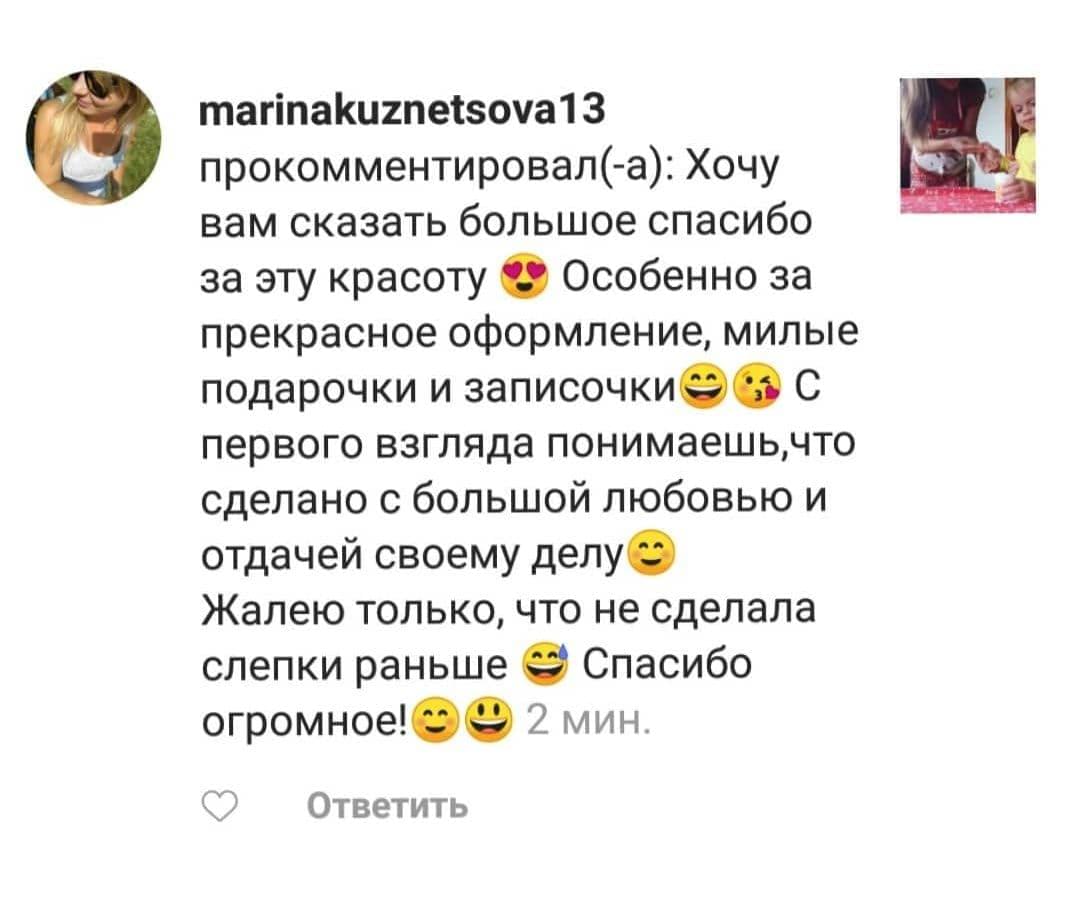 marinakuznetsova13
прокомментировал(-а): Хочу
вам сказать большое спасибо
за эту красоту 😍 Особенно за
прекрасное оформление, милые
подарочки и записочки😄😘 С
первого взгляда понимаешь,что
сделано с большой любовью и
отдачей своему делу😊
Жалею только, что не сделала
слепки раньше 😅 Спасибо
огромное!😊😃 2 мин.
Ответить